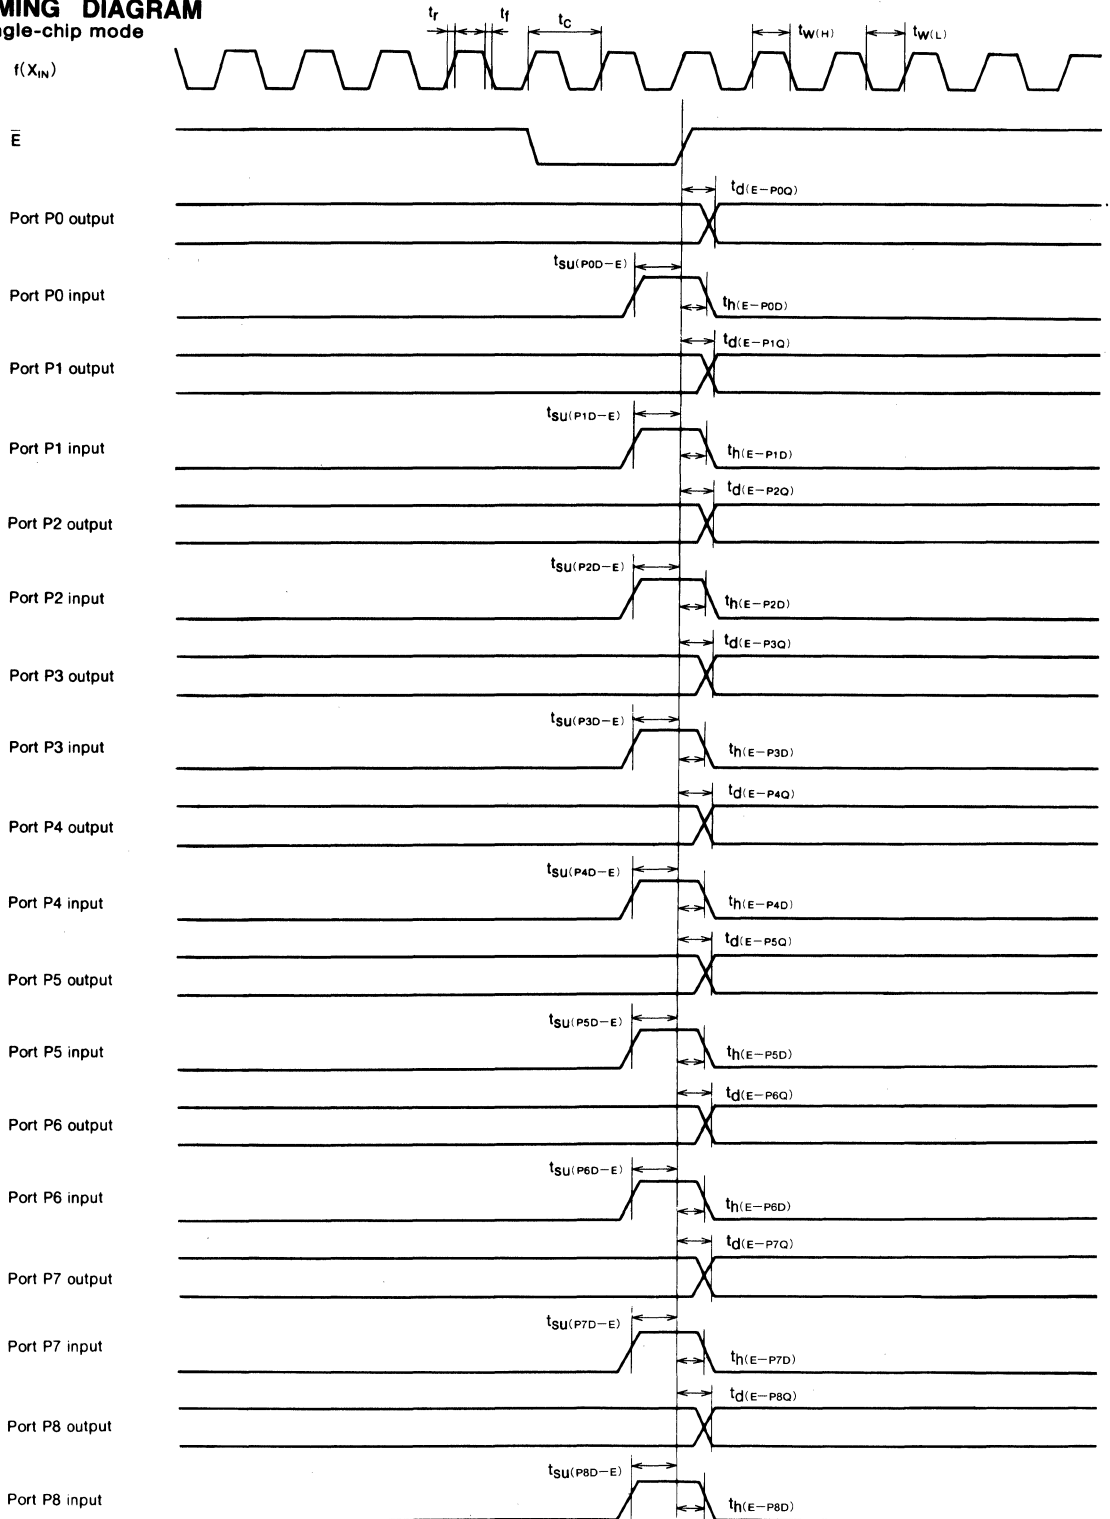 MING DIAGRAM
ngle-chip mode
tr tf tc tW(H) tW(L)
f(XIN)
E̅
td(E−P0Q)
Port P0 output
tsu(P0D−E)
Port P0 input
th(E−P0D)
td(E−P1Q)
Port P1 output
tsu(P1D−E)
Port P1 input
th(E−P1D)
td(E−P2Q)
Port P2 output
tsu(P2D−E)
Port P2 input
th(E−P2D)
td(E−P3Q)
Port P3 output
tsu(P3D−E)
Port P3 input
th(E−P3D)
td(E−P4Q)
Port P4 output
tsu(P4D−E)
Port P4 input
th(E−P4D)
td(E−P5Q)
Port P5 output
tsu(P5D−E)
Port P5 input
th(E−P5D)
td(E−P6Q)
Port P6 output
tsu(P6D−E)
Port P6 input
th(E−P6D)
td(E−P7Q)
Port P7 output
tsu(P7D−E)
Port P7 input
th(E−P7D)
td(E−P8Q)
Port P8 output
tsu(P8D−E)
Port P8 input
th(E−P8D)